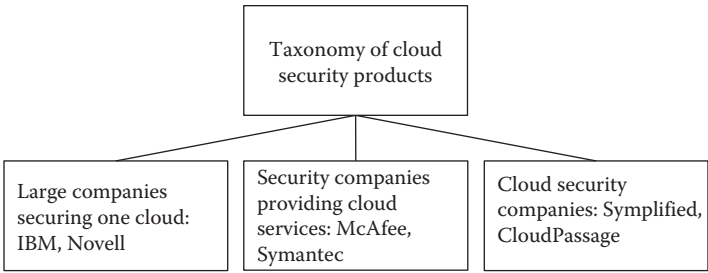 Taxonomy of cloud
security products
Large companies
securing one cloud:
IBM, Novell
Security companies
providing cloud
services: McAfee,
Symantec
Cloud security
companies: Symplified,
CloudPassage